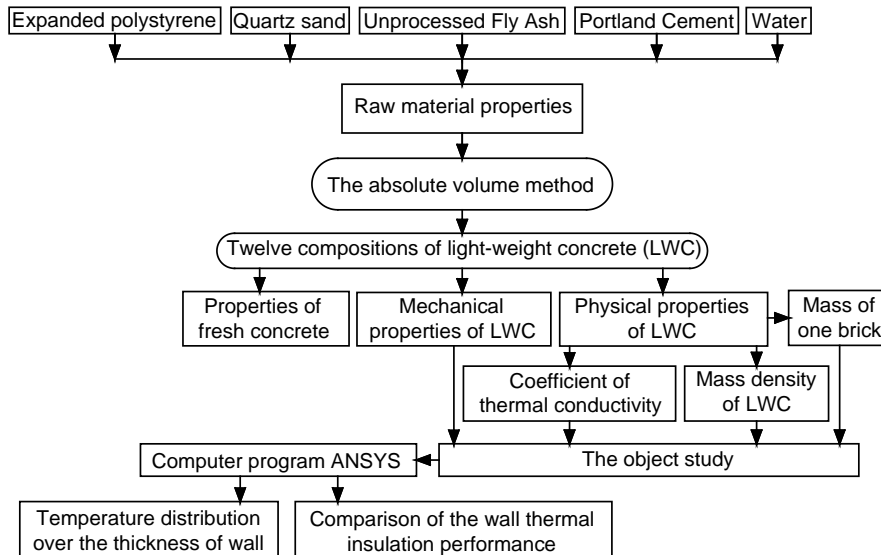 Expanded polystyrene
Quartz sand
Unprocessed Fly Ash
Portland Cement
Water
Raw material properties
The absolute volume method
Twelve compositions of light-weight concrete (LWC)
Properties of
fresh concrete
Mechanical
properties of LWC
Physical properties
of LWC
Mass of
one brick
Coefficient of
thermal conductivity
Mass density
of LWC
Computer program ANSYS
The object study
Temperature distribution
over the thickness of wall
Comparison of the wall thermal
insulation performance